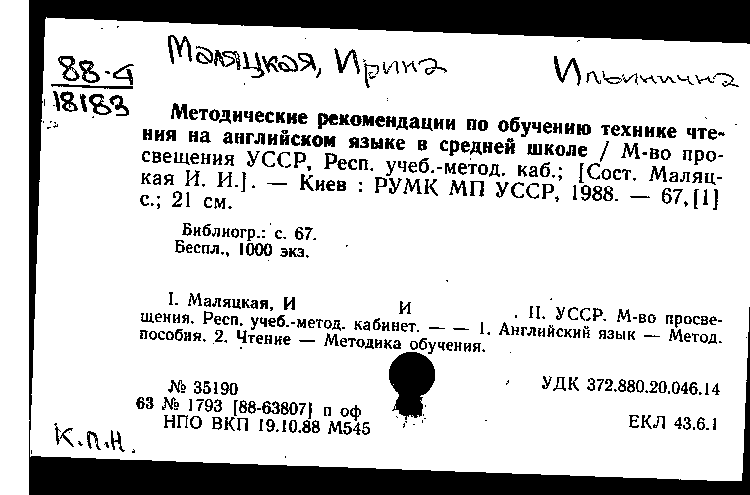 Маляцкая, Ирина Ильинична
88-4
18183
Методические рекомендации по обучению технике чте-
ния на английском языке в средней школе / М-во про-
свещения УССР, Респ. учеб.-метод. каб.; [Сост. Маляц-
кая И. И.]. — Киев : РУМК МП УССР, 1988. — 67,[1]
с.; 21 см.
Библиогр.: с. 67.
Беспл., 1000 экз.
I. Маляцкая, И И . II. УССР. М-во просве-
щения. Респ. учеб.-метод. кабинет. — — 1. Английский язык — Метод.
пособия. 2. Чтение — Методика обучения.
№ 35190 УДК 372.880.20.046.14
63 № 1793 [88-63807] п оф
НПО ВКП 19.10.88 М545 ЕКЛ 43.6.1
К.П.Н.